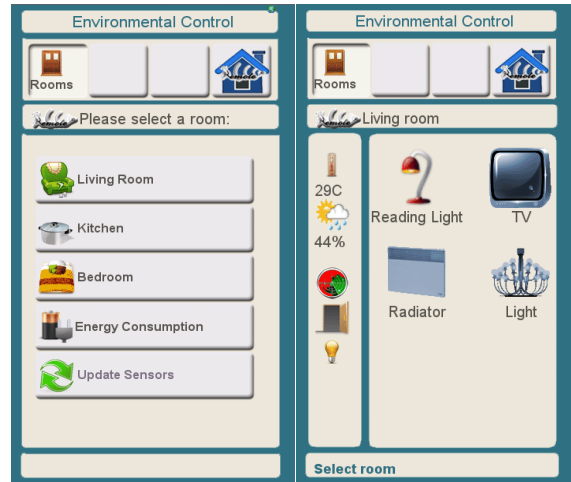 Environmental Control
Rooms
Please select a room:
Living Room
Kitchen
Bedroom
Energy Consumption
Update Sensors
Environmental Control
Rooms
Living room
29C
44%
Reading Light
TV
Radiator
Light
Select room